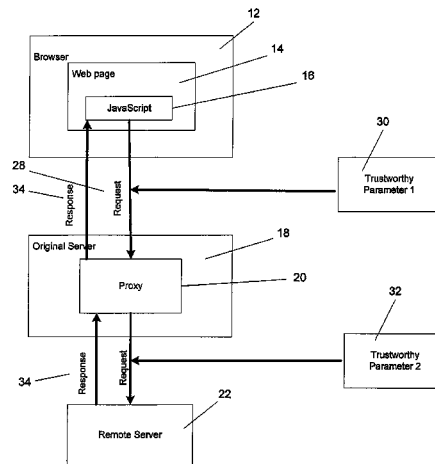 12
Browser
14
Web page
16
JavaScript
30
28
34
Trustworthy
Parameter 1
Response
Request
18
Original Server
20
Proxy
32
Trustworthy
Parameter 2
34
Response
Request
22
Remote Server